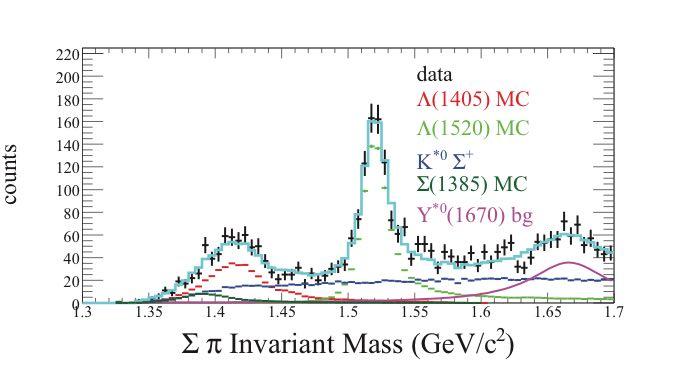 220
200
180
160
140
120
100
80
60
40
20
0
counts
data
Λ(1405) MC
Λ(1520) MC
K*0 Σ+
Σ(1385) MC
Y*0(1670) bg
1.3 1.35 1.4 1.45 1.5 1.55 1.6 1.65 1.7
Σ π Invariant Mass (GeV/c²)